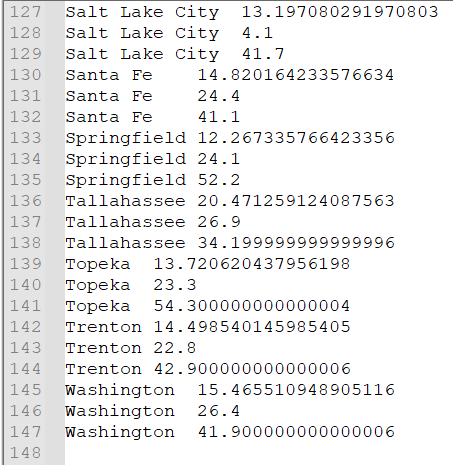 127 Salt Lake City 13.197080291970803
128 Salt Lake City 4.1
129 Salt Lake City 41.7
130 Santa Fe 14.820164233576634
131 Santa Fe 24.4
132 Santa Fe 41.1
133 Springfield 12.267335766423356
134 Springfield 24.1
135 Springfield 52.2
136 Tallahassee 20.471259124087563
137 Tallahassee 26.9
138 Tallahassee 34.199999999999996
139 Topeka 13.720620437956198
140 Topeka 23.3
141 Topeka 54.300000000000004
142 Trenton 14.498540145985405
143 Trenton 22.8
144 Trenton 42.900000000000006
145 Washington 15.465510948905116
146 Washington 26.4
147 Washington 41.900000000000006
148